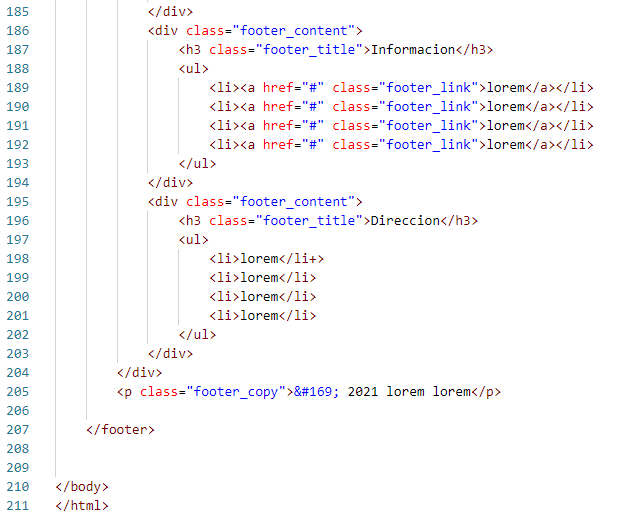 185 </div>
186 <div class="footer_content">
187 <h3 class="footer_title">Informacion</h3>
188 <ul>
189 <li><a href="#" class="footer_link">lorem</a></li>
190 <li><a href="#" class="footer_link">lorem</a></li>
191 <li><a href="#" class="footer_link">lorem</a></li>
192 <li><a href="#" class="footer_link">lorem</a></li>
193 </ul>
194 </div>
195 <div class="footer_content">
196 <h3 class="footer_title">Direccion</h3>
197 <ul>
198 <li>lorem</li+>
199 <li>lorem</li>
200 <li>lorem</li>
201 <li>lorem</li>
202 </ul>
203 </div>
204 </div>
205 <p class="footer_copy">&#169; 2021 lorem lorem</p>
206
207 </footer>
208
209
210 </body>
211 </html>